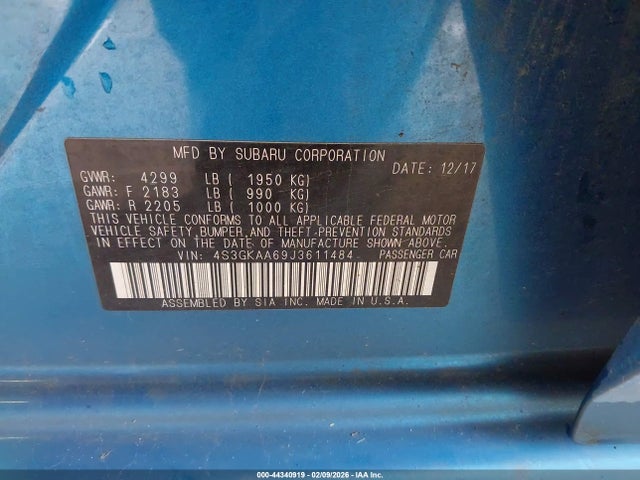 MFD BY SUBARU CORPORATION
DATE: 12/17
GVWR: 4299 LB ( 1950 KG)
GAWR: F 2183 LB ( 990 KG)
GAWR: R 2205 LB ( 1000 KG)
THIS VEHICLE CONFORMS TO ALL APPLICABLE FEDERAL MOTOR
VEHICLE SAFETY, BUMPER, AND THEFT-PREVENTION STANDARDS
IN EFFECT ON THE DATE OF MANUFACTURE SHOWN ABOVE.
VIN: 4S3GKAA69J3611484 PASSENGER CAR
ASSEMBLED BY SIA INC. MADE IN U.S.A.
000-44340919 - 02/09/2026 - IAA Holdings, LLC